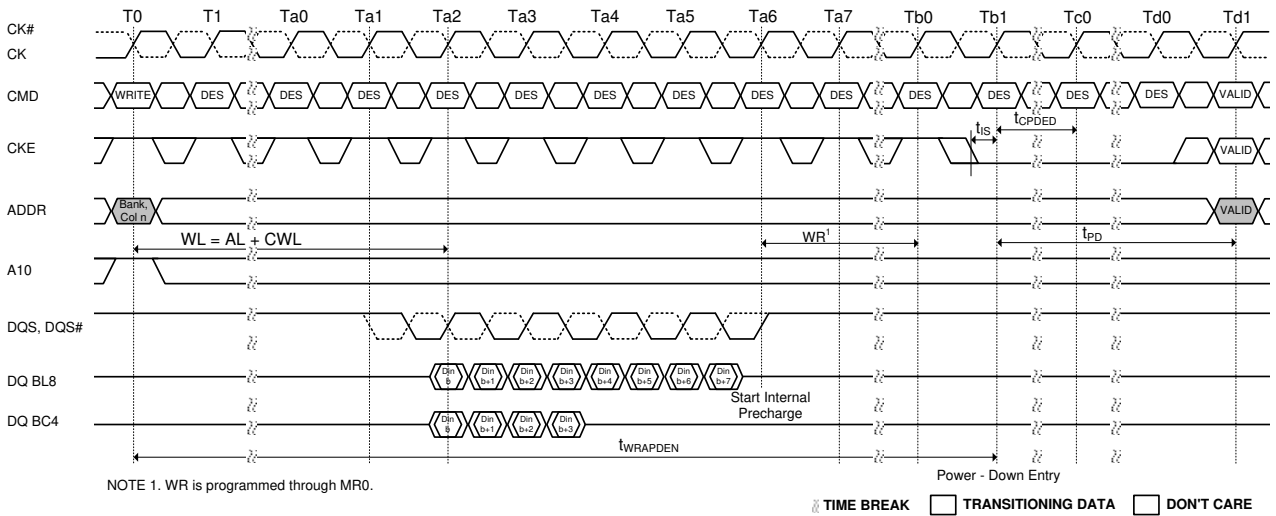 T0 T1 Ta0 Ta1 Ta2 Ta3 Ta4 Ta5 Ta6 Ta7 Tb0 Tb1 Tc0 Td0 Td1
CK#
CK
CMD WRITE DES DES DES DES DES DES DES DES DES DES DES DES DES VALID
tIS tCPDED
CKE VALID
ADDR Bank, Col n VALID
WL = AL + CWL WR¹ tPD
A10
DQS, DQS#
DQ BL8 Din b Din b+1 Din b+2 Din b+3 Din b+4 Din b+5 Din b+6 Din b+7
Start Internal
Precharge
DQ BC4 Din b Din b+1 Din b+2 Din b+3
tWRAPDEN
Power - Down Entry
NOTE 1. WR is programmed through MR0.
TIME BREAK TRANSITIONING DATA DON'T CARE